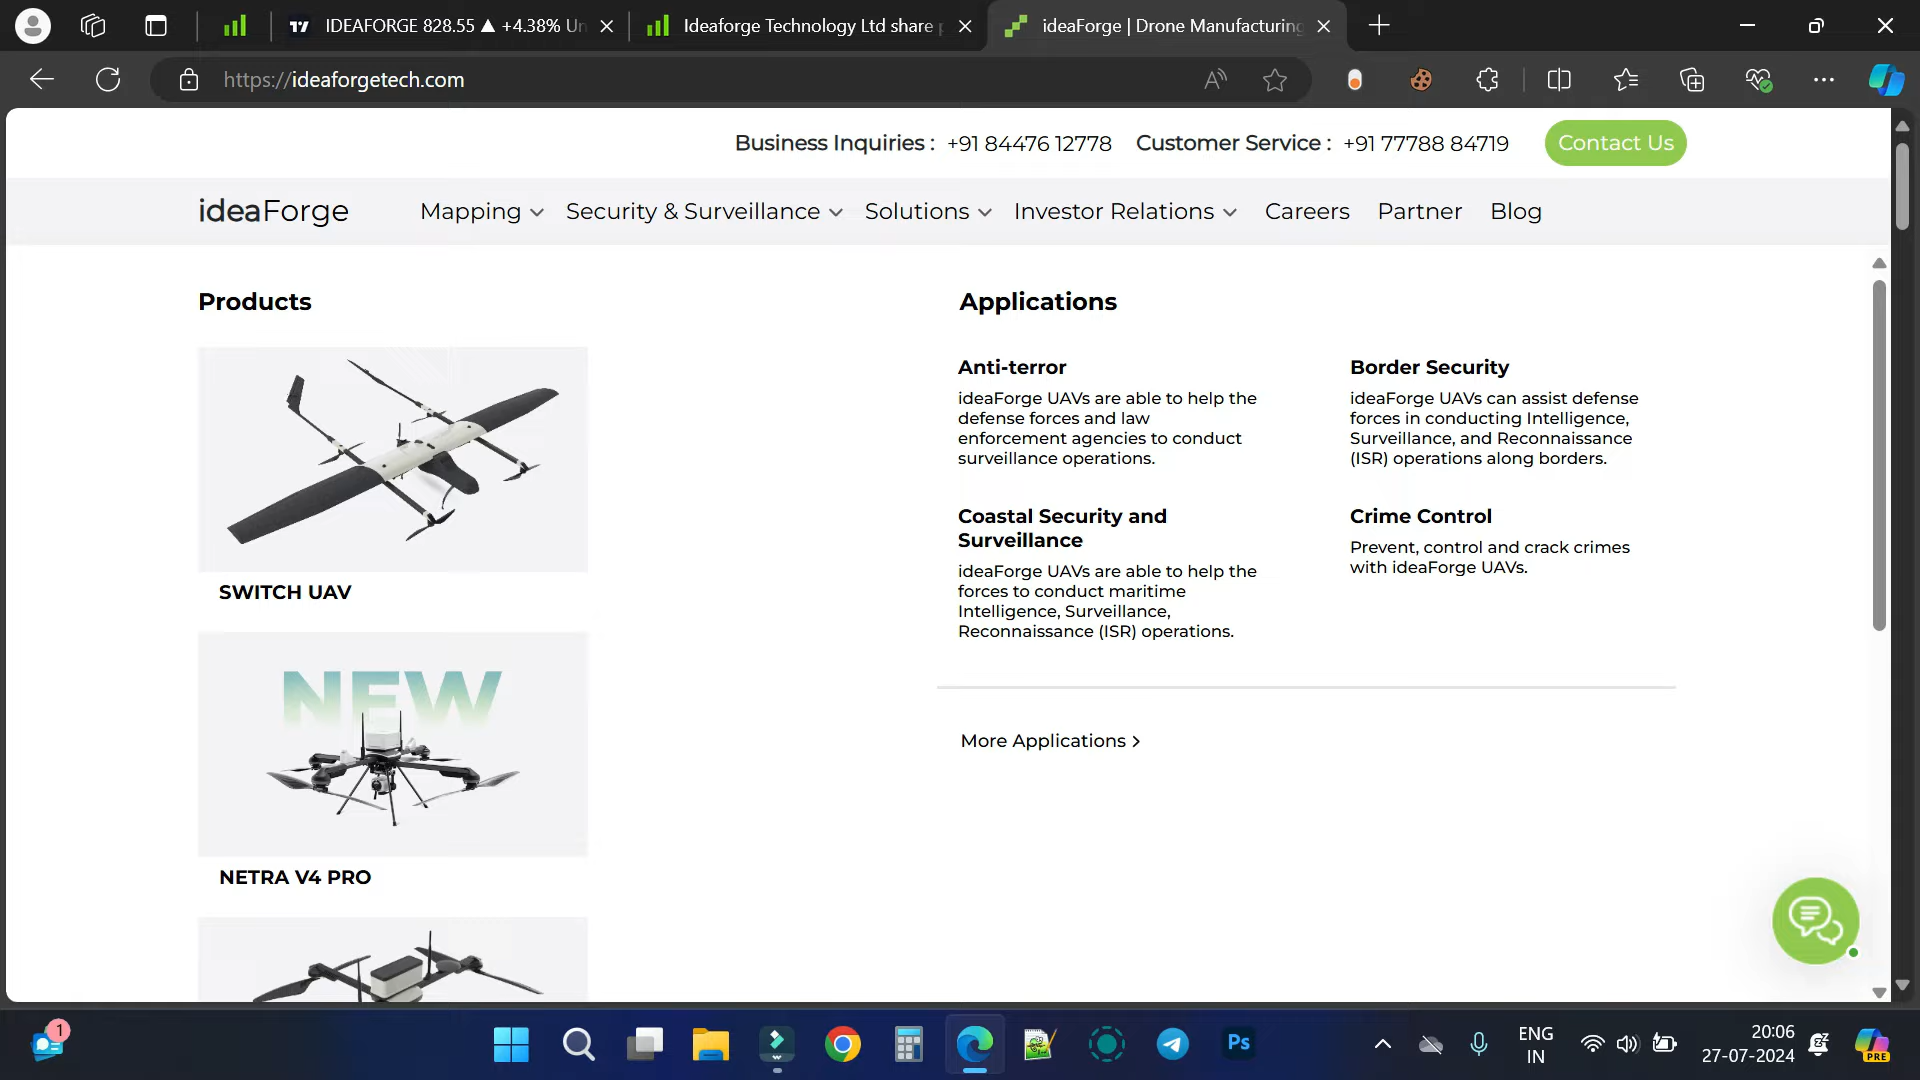 IDEAFORGE 828.55 ▲ +4.38% Un
Ideaforge Technology Ltd share p
ideaForge | Drone Manufacturing
https://ideaforgetech.com
Business Inquiries : +91 84476 12778 Customer Service : +91 77788 84719 Contact Us
ideaForge Mapping Security & Surveillance Solutions Investor Relations Careers Partner Blog
Products
SWITCH UAV
NEW
NETRA V4 PRO
Applications
Anti-terror
ideaForge UAVs are able to help the
defense forces and law
enforcement agencies to conduct
surveillance operations.
Border Security
ideaForge UAVs can assist defense
forces in conducting Intelligence,
Surveillance, and Reconnaissance
(ISR) operations along borders.
Coastal Security and
Surveillance
ideaForge UAVs are able to help the
forces to conduct maritime
Intelligence, Surveillance,
Reconnaissance (ISR) operations.
Crime Control
Prevent, control and crack crimes
with ideaForge UAVs.
More Applications >
1
Ps
ENG
IN
20:06
27-07-2024
PRE